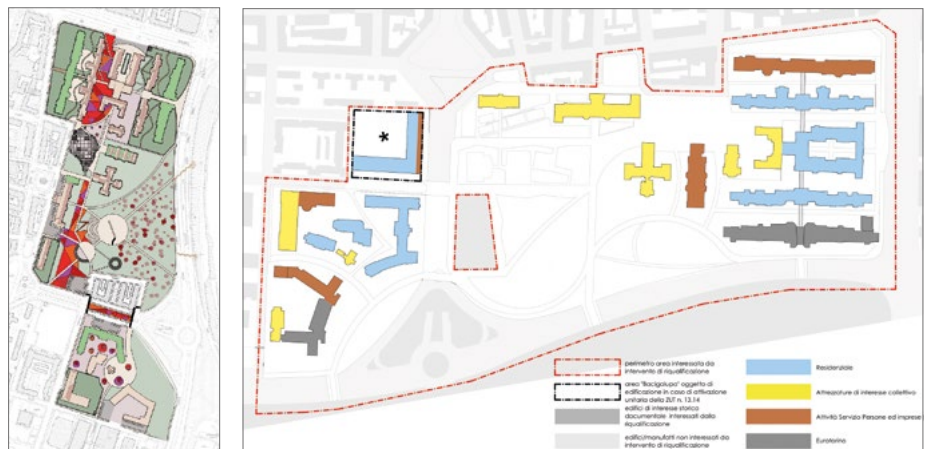 *
perimetro area interessata da
intervento di riqualificazione
area "Bacigalupo" oggetto di
edificazione in caso di attivazione
unitaria della ZUT n. 13.14
edifici di interesse storico
documentale interessati dalla
riqualificazione
edifici/manufatti non interessati da
intervento di riqualificazione
Residenziale
Attrezzature di interesse collettivo
Attività Servizio Persone ed imprese
Eurotorino